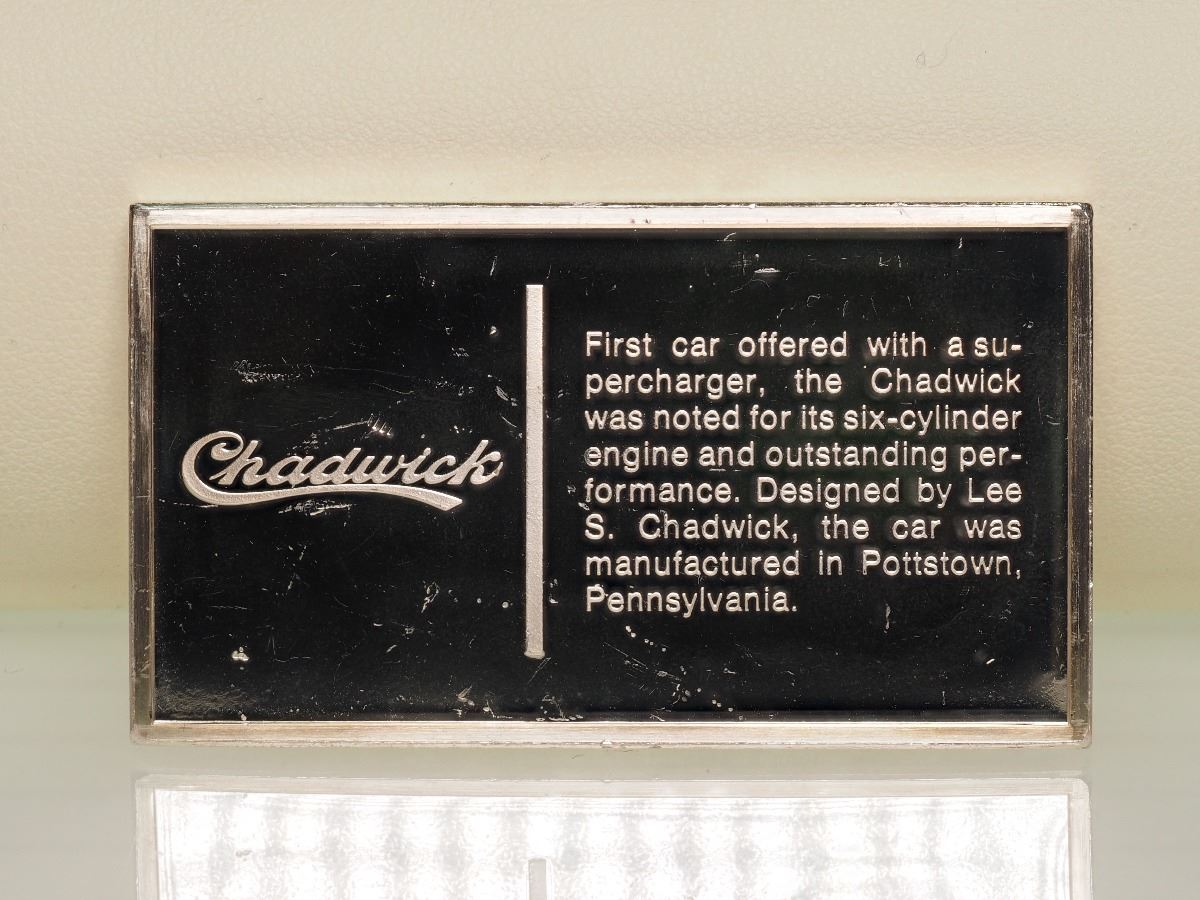 Chadwick
First car offered with a su-
percharger, the Chadwick
was noted for its six-cylinder
engine and outstanding per-
formance. Designed by Lee
S. Chadwick, the car was
manufactured in Pottstown,
Pennsylvania.